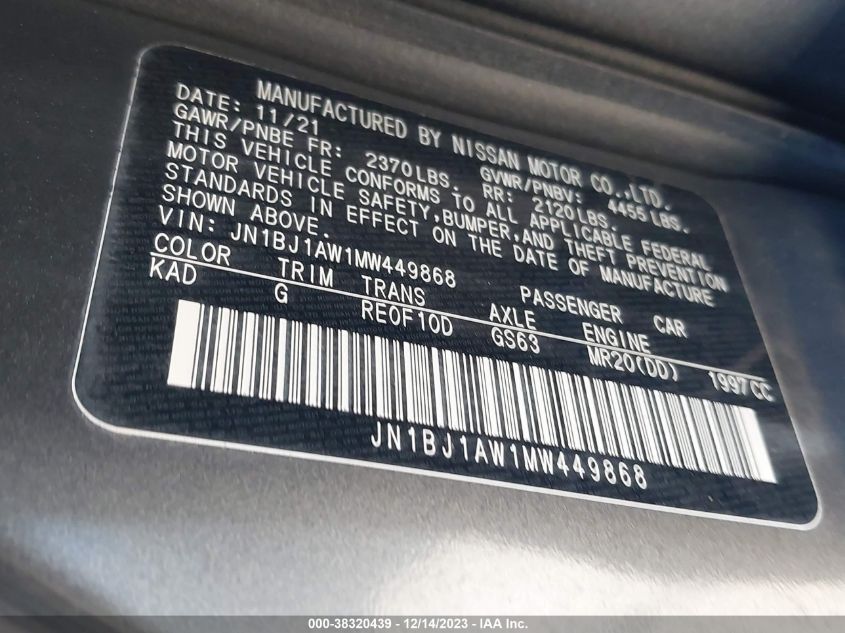 MANUFACTURED BY NISSAN MOTOR CO.,LTD.
DATE: 11/21 GVWR/PNBV: 4455LBS.
GAWR/PNBE FR: 2370LBS. RR: 2120LBS.
THIS VEHICLE CONFORMS TO ALL APPLICABLE FEDERAL
MOTOR VEHICLE SAFETY,BUMPER,AND THEFT PREVENTION
STANDARDS IN EFFECT ON THE DATE OF MANUFACTURE
SHOWN ABOVE.
VIN: JN1BJ1AW1MW449868 PASSENGER CAR
COLOR TRIM TRANS AXLE ENGINE
KAD G RE0F10D GS63 MR20(DD) 1997CC
JN1BJ1AW1MW449868
000-38320439 - 12/14/2023 - IAA Inc.